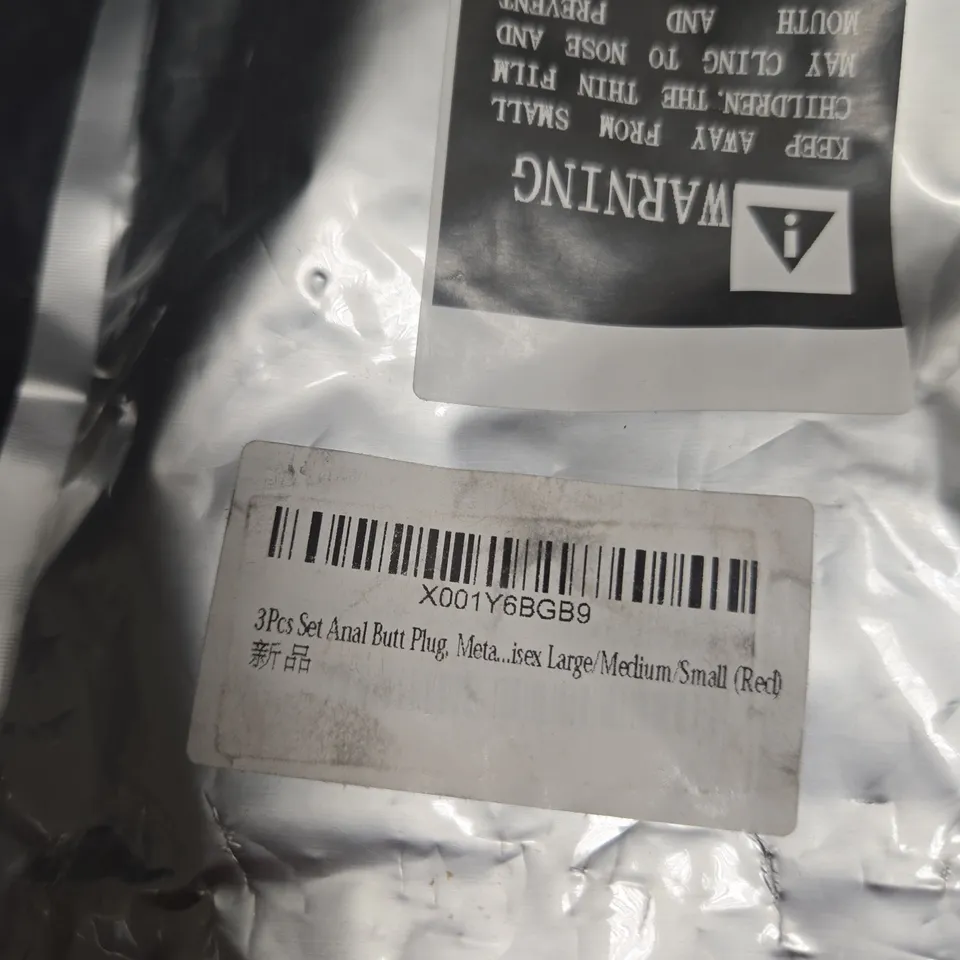 WARNING
KEEP AWAY FROM SMALL
CHILDREN. THE THIN FILM
MAY CLING TO NOSE AND
MOUTH AND PREVENT
X001Y6BGB9
3Pcs Set Anal Butt Plug, Meta...isex Large/Medium/Small (Red)
新品